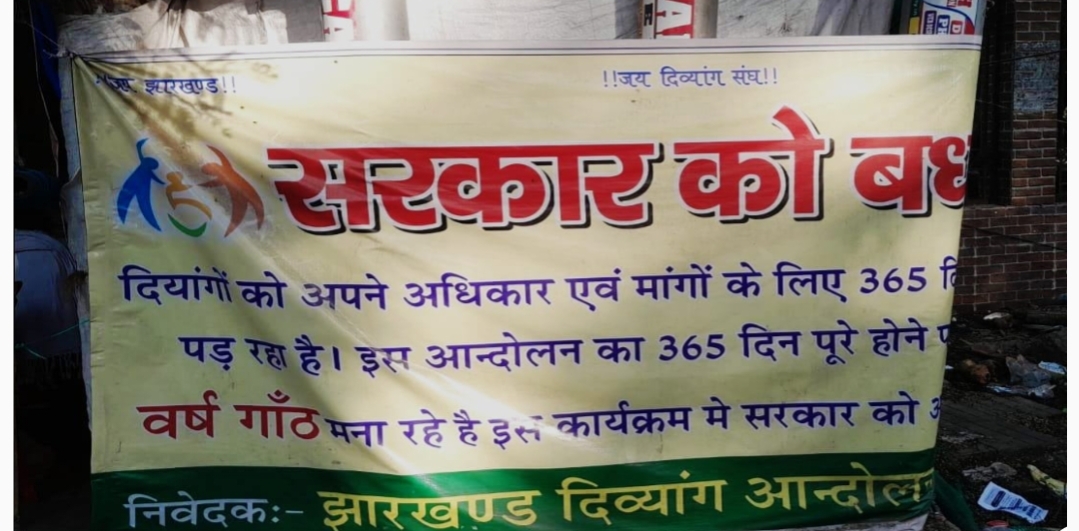 झारखण्ड!! !!जय दिव्यांग संघ!!
सरकार को बध
दियांगों को अपने अधिकार एवं मांगों के लिए 365
पड़ रहा है। इस आन्दोलन का 365 दिन पूरे होने
वर्ष गाँठ मना रहे है इस कार्यक्रम मे सरकार को
निवेदकः- झारखण्ड दिव्यांग आन्दोल